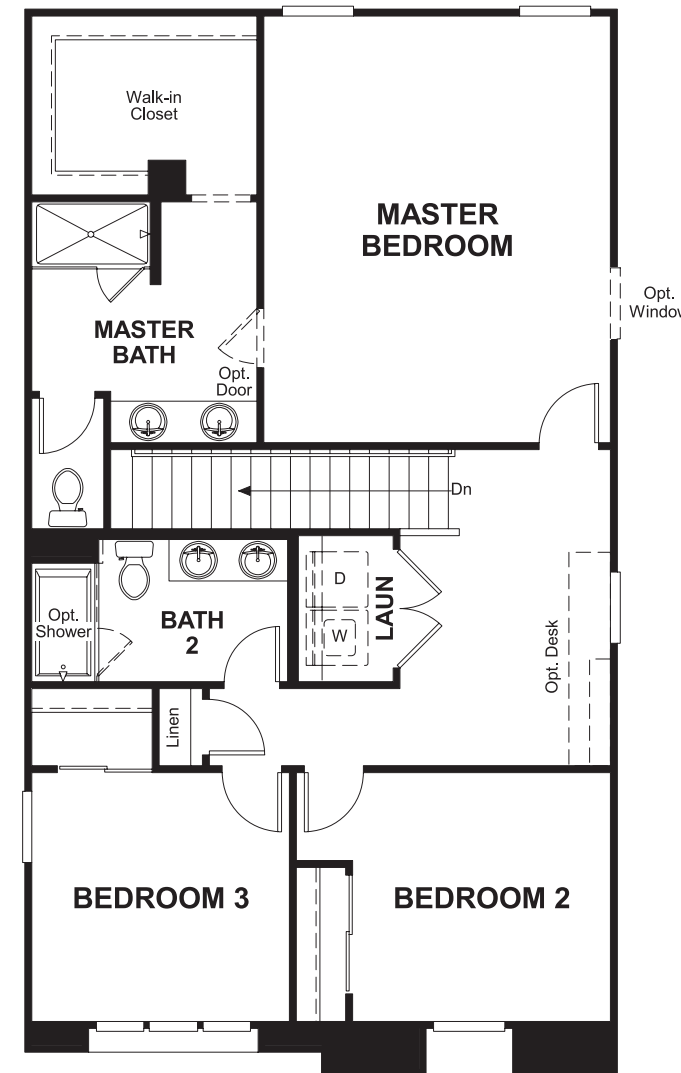 Walk-in
Closet
MASTER
BEDROOM
Opt.
Window
MASTER
BATH
Opt.
Door
Dn
D
W
LAUN
Opt.
Shower
BATH
2
Opt. Desk
Linen
BEDROOM 3
BEDROOM 2